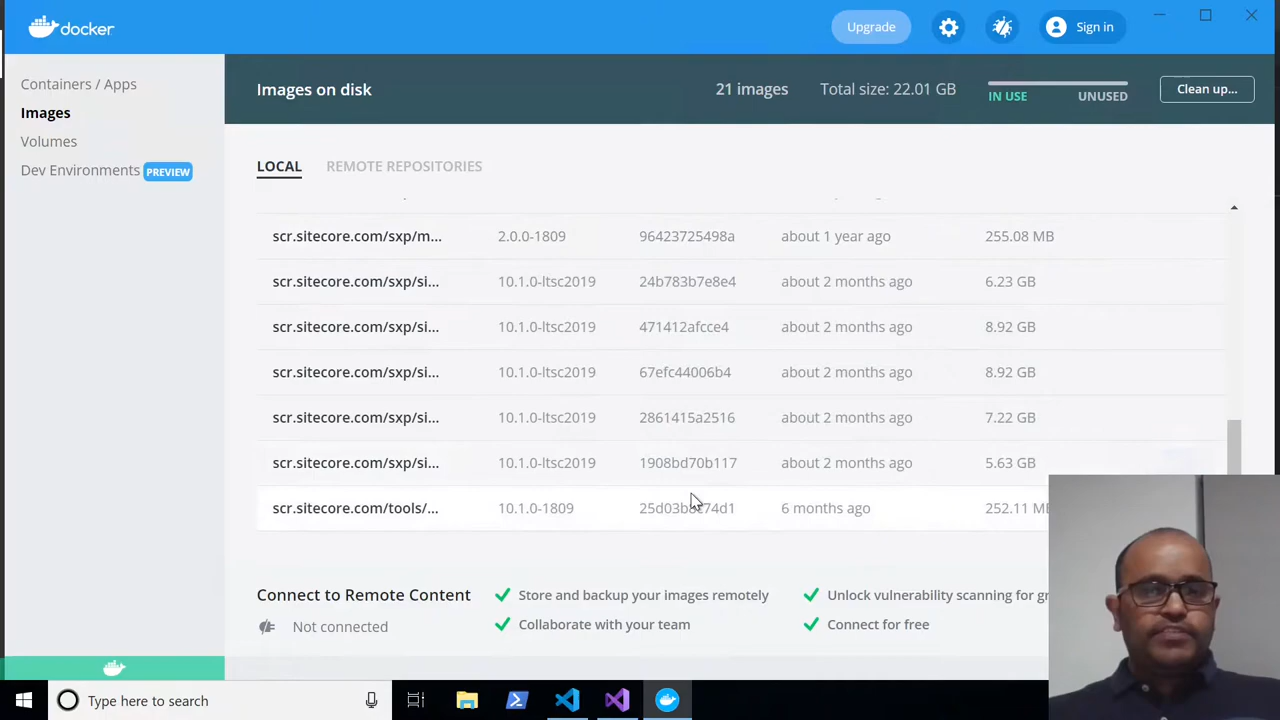 docker
Upgrade
Sign in
Containers / Apps
Images
Volumes
Dev Environments PREVIEW
Images on disk
21 images
Total size: 22.01 GB
IN USE
UNUSED
Clean up...
LOCAL
REMOTE REPOSITORIES
scr.sitecore.com/sxp/m... 2.0.0-1809 96423725498a about 1 year ago 255.08 MB
scr.sitecore.com/sxp/si... 10.1.0-ltsc2019 24b783b7e8e4 about 2 months ago 6.23 GB
scr.sitecore.com/sxp/si... 10.1.0-ltsc2019 471412afcce4 about 2 months ago 8.92 GB
scr.sitecore.com/sxp/si... 10.1.0-ltsc2019 67efc44006b4 about 2 months ago 8.92 GB
scr.sitecore.com/sxp/si... 10.1.0-ltsc2019 2861415a2516 about 2 months ago 7.22 GB
scr.sitecore.com/sxp/si... 10.1.0-ltsc2019 1908bd70b117 about 2 months ago 5.63 GB
scr.sitecore.com/tools/... 10.1.0-1809 6 months ago 252.11
Connect to Remote Content
Not connected
Store and backup your images remotely
Collaborate with your team
Unlock vulnerability scanning for
Connect for free
Type here to search